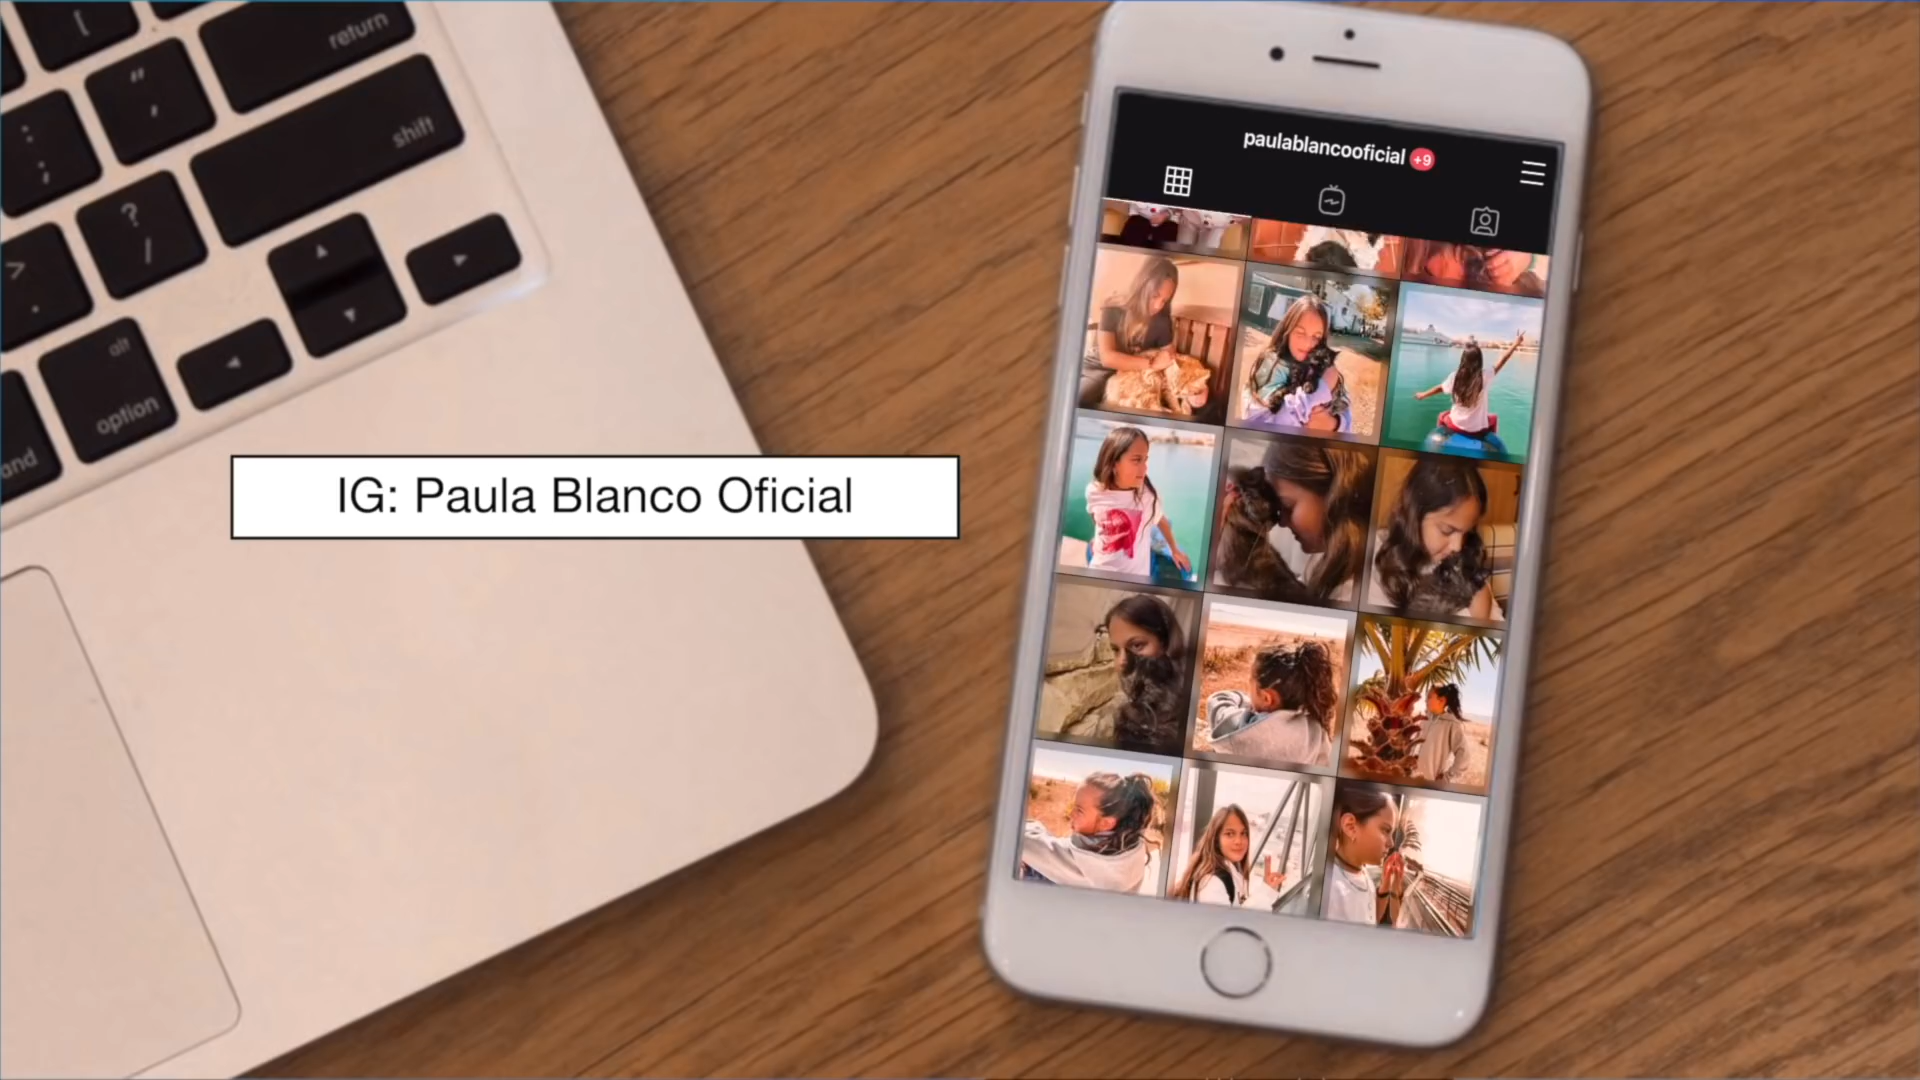 return
shift
alt
option
and
IG: Paula Blanco Oficial
paulablancooficial +9